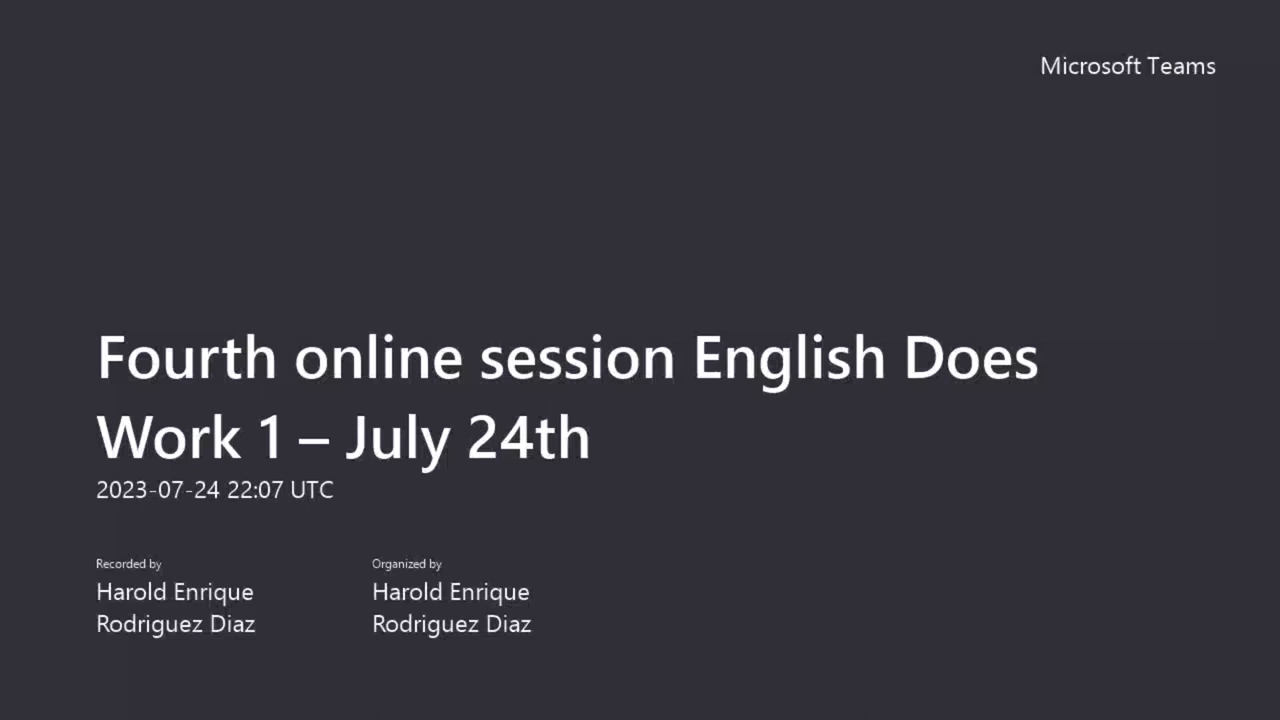 Microsoft Teams
Fourth online session English Does
Work 1 – July 24th
2023-07-24 22:07 UTC
Recorded by
Harold Enrique
Rodriguez Diaz
Organized by
Harold Enrique
Rodriguez Diaz